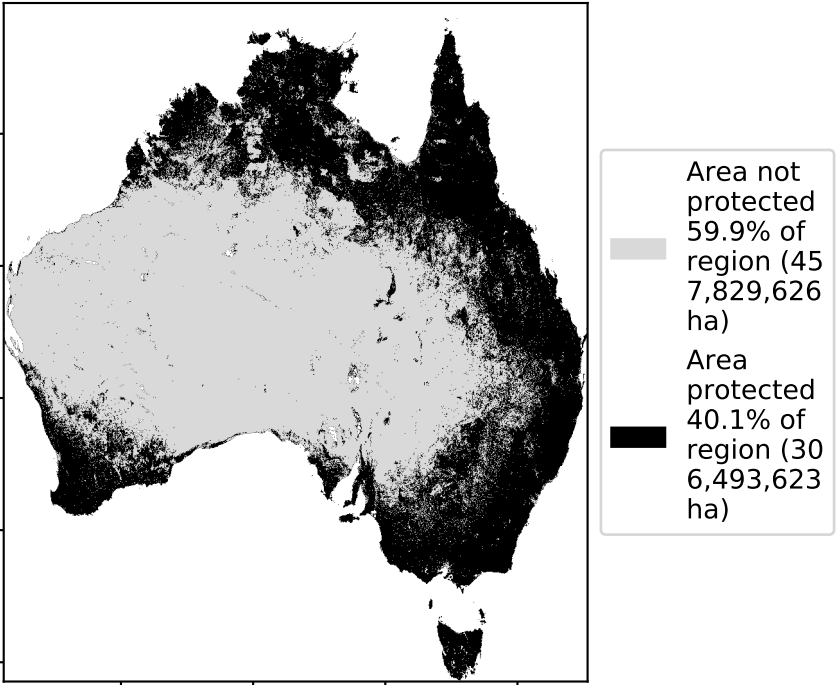 Area not
protected
59.9% of
region (45
7,829,626
ha)
Area
protected
40.1% of
region (30
6,493,623
ha)